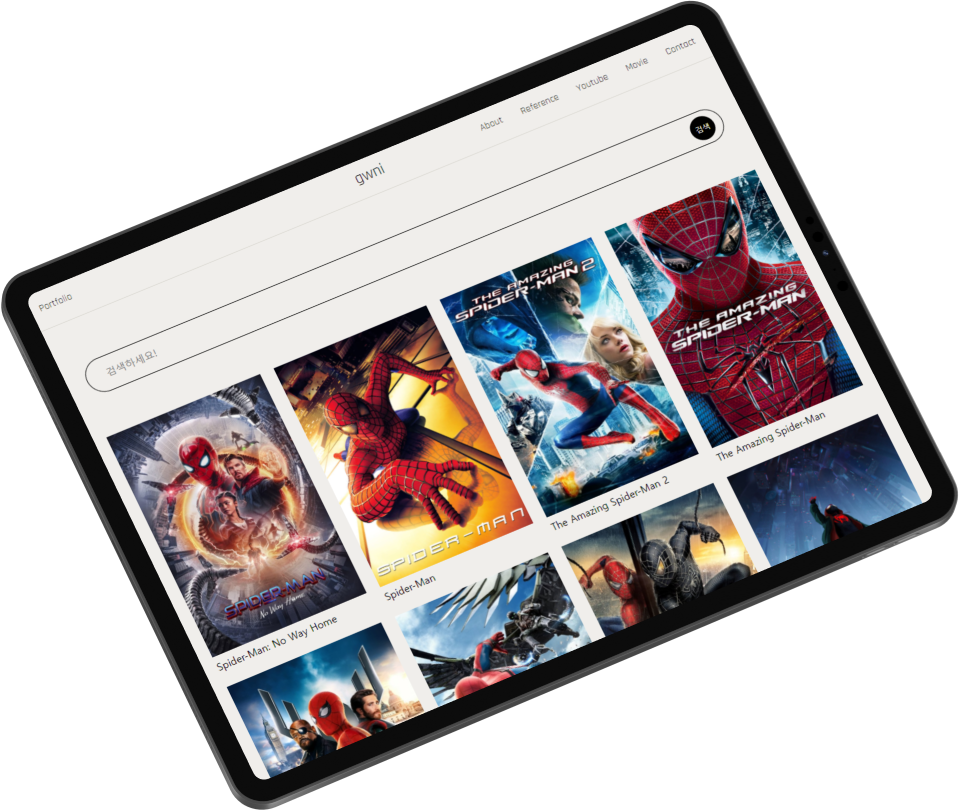 Portfolio
gwni
About
Reference
Youtube
Movie
Contact
검색하세요!
검색
SPIDER-MAN
No Way Home
Spider-Man: No Way Home
SPIDER-MAN
Spider-Man
THE AMAZING
SPIDER-MAN 2
The Amazing Spider-Man 2
THE AMAZING
SPIDER-MAN
The Amazing Spider-Man